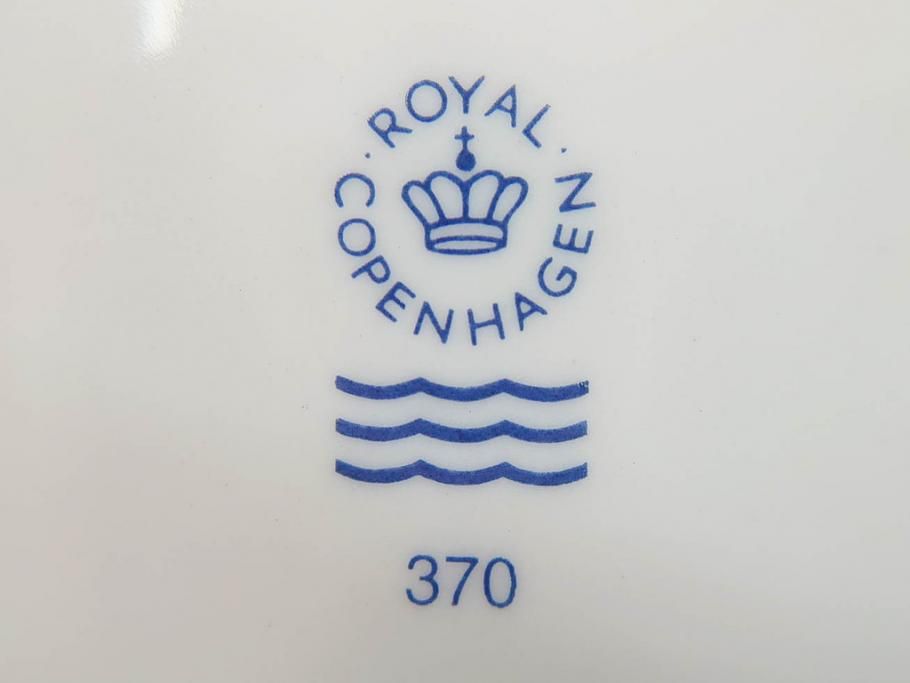 · ROYAL ·
COPENHAGEN
370